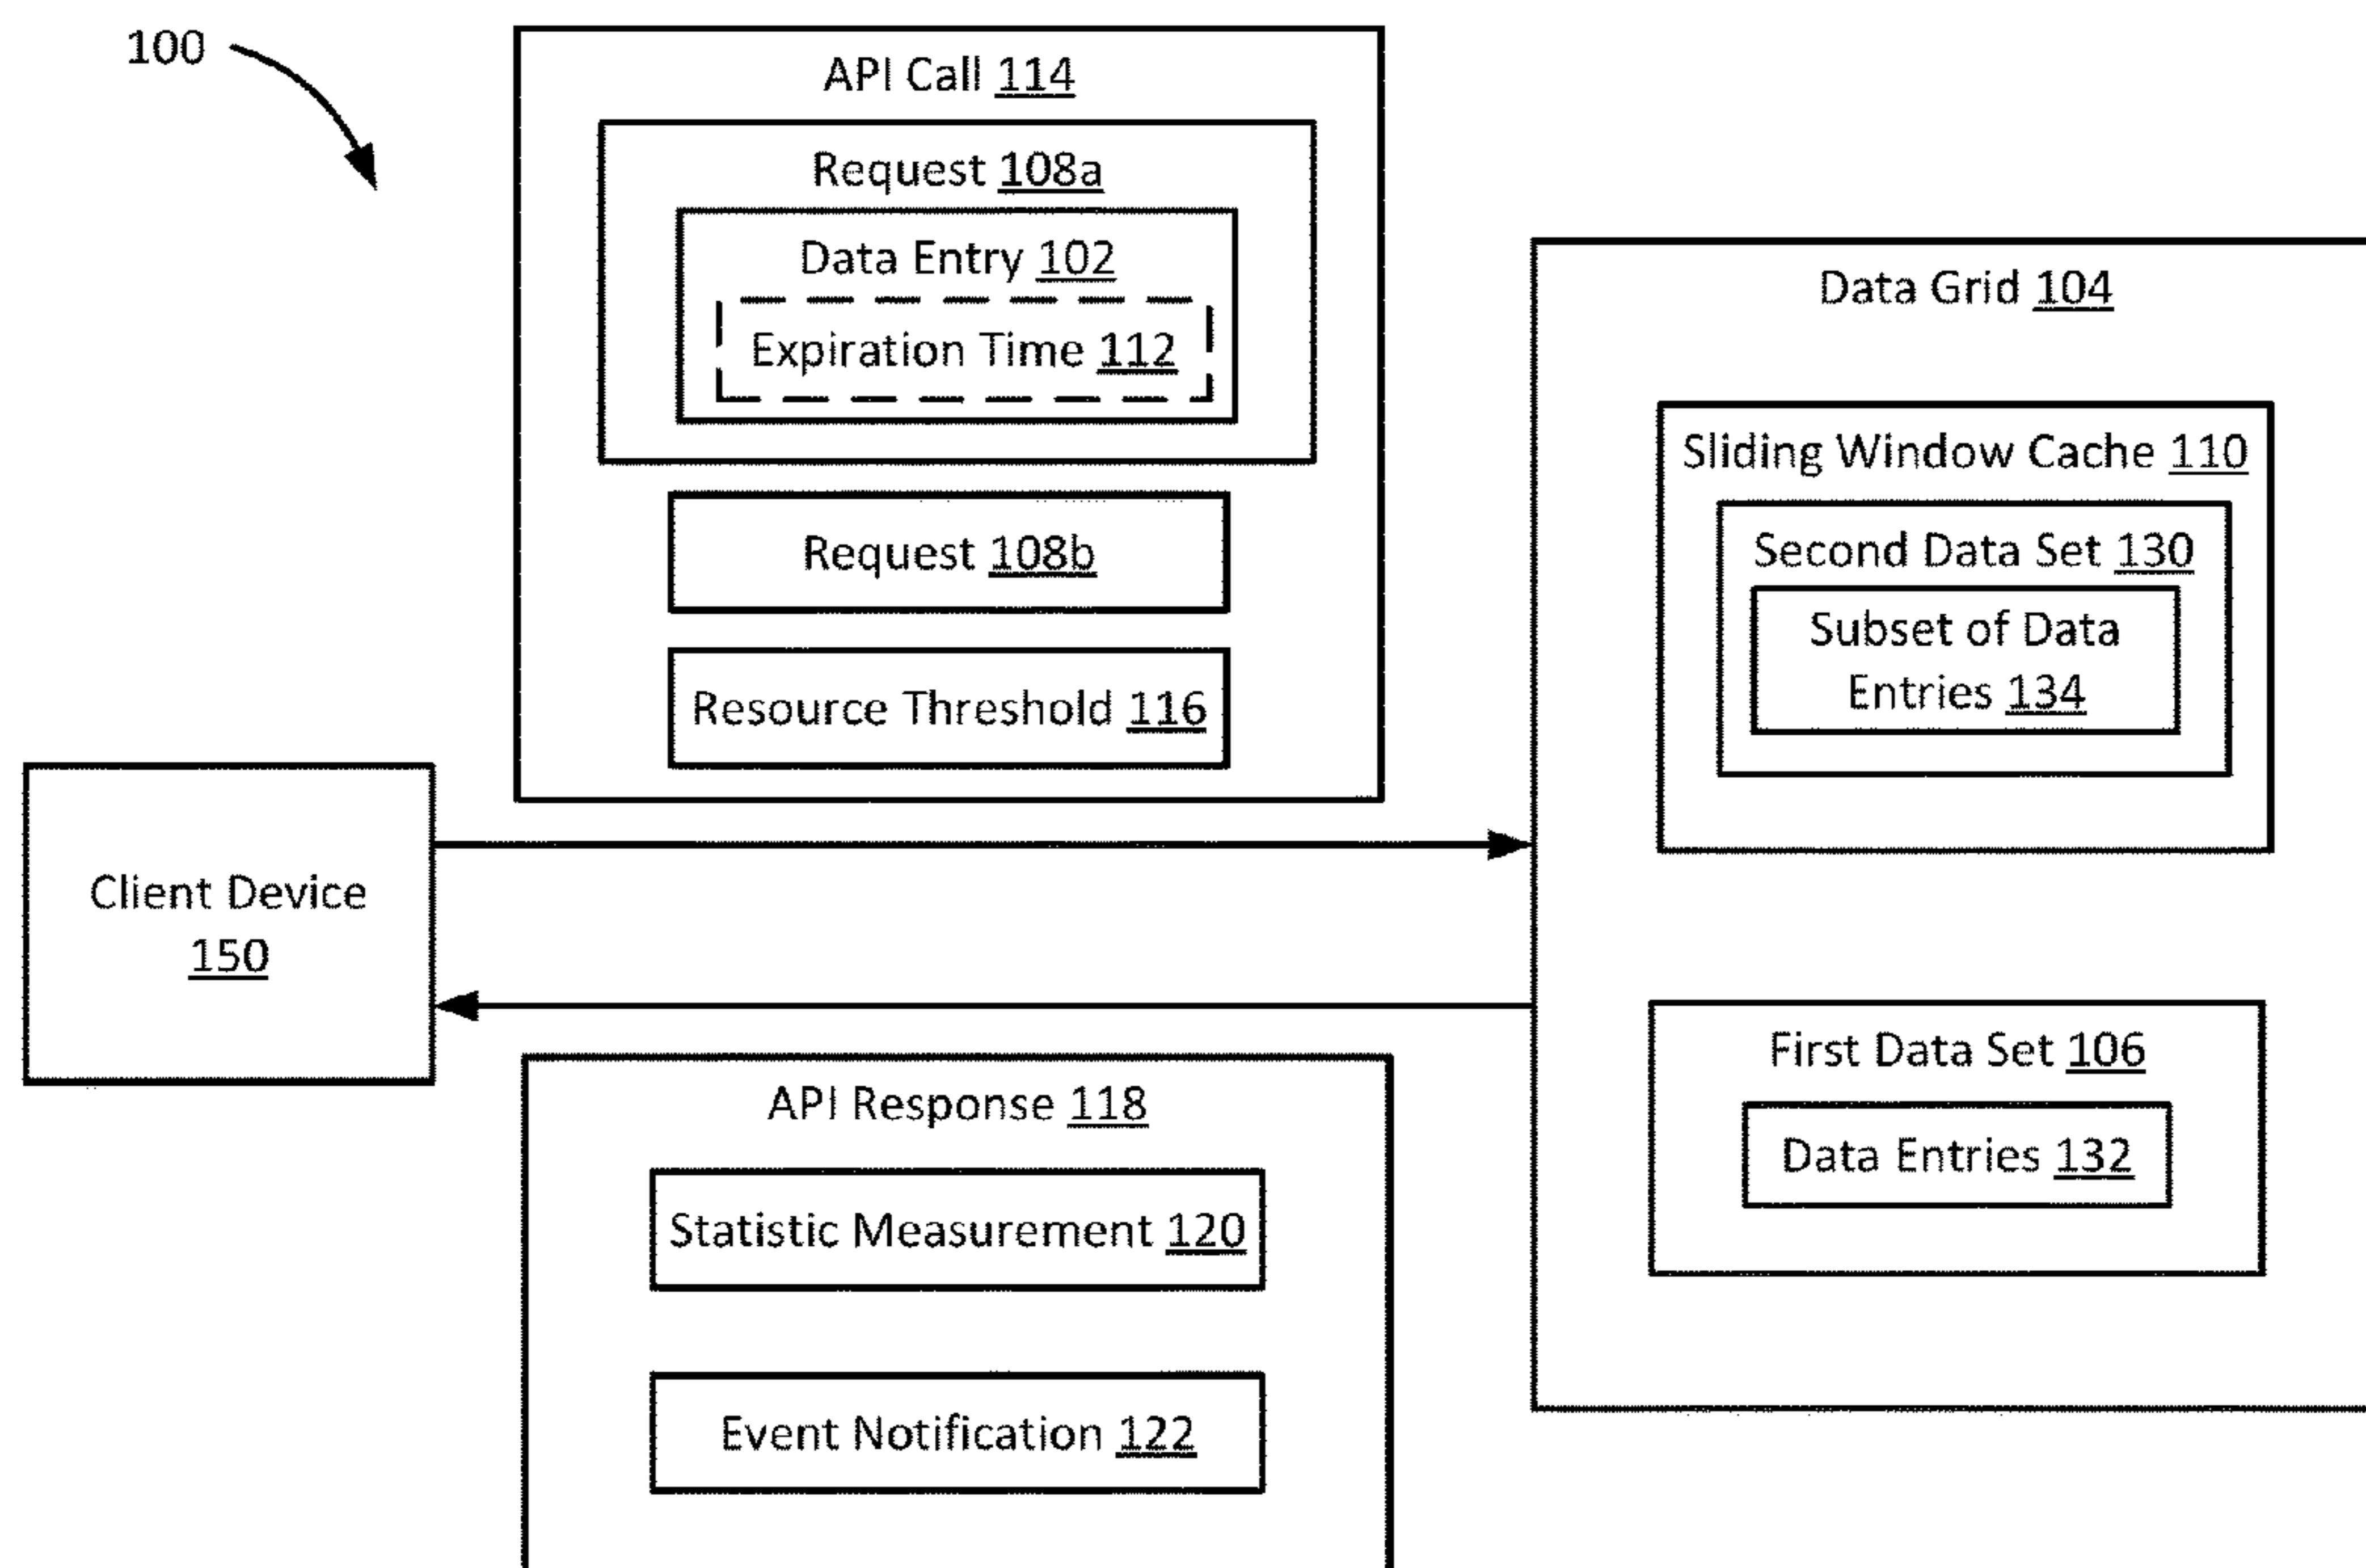 100
API Call 114
Request 108a
Data Entry 102
Expiration Time 112
Request 108b
Resource Threshold 116
Client Device
150
API Response 118
Statistic Measurement 120
Event Notification 122
Data Grid 104
Sliding Window Cache 110
Second Data Set 130
Subset of Data
Entries 134
First Data Set 106
Data Entries 132